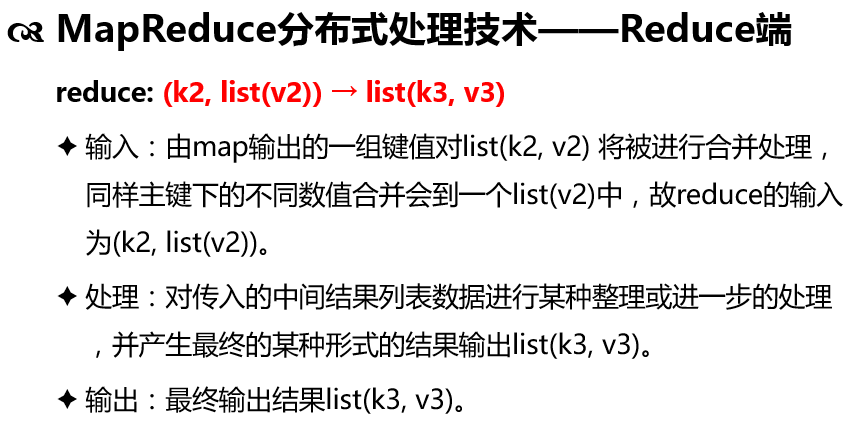 MapReduce分布式处理技术——Reduce端
reduce: (k2, list(v2)) → list(k3, v3)
输入：由map输出的一组键值对list(k2, v2) 将被进行合并处理，
同样主键下的不同数值合并会到一个list(v2)中，故reduce的输入
为(k2, list(v2))。
处理：对传入的中间结果列表数据进行某种整理或进一步的处理
，并产生最终的某种形式的结果输出list(k3, v3)。
输出：最终输出结果list(k3, v3)。